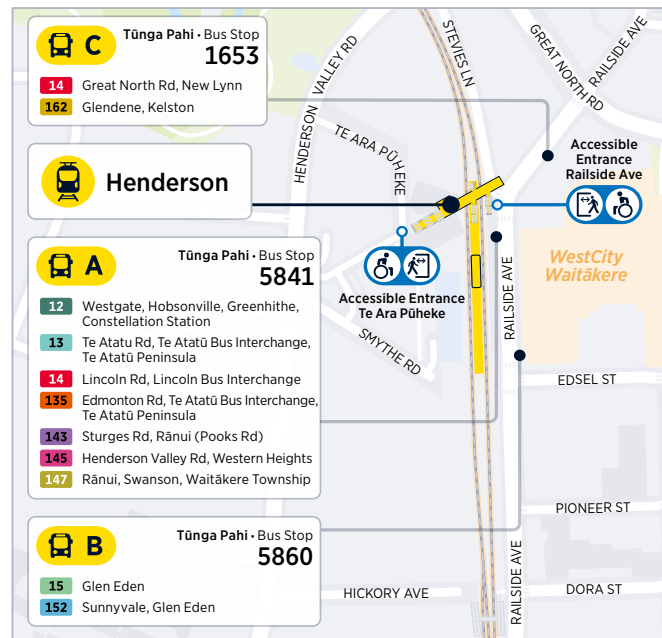 C
Tūnga Pahi • Bus Stop
1653
14 Great North Rd, New Lynn
162 Glendene, Kelston
Henderson
A
Tūnga Pahi • Bus Stop
5841
12 Westgate, Hobsonville, Greenhithe,
Constellation Station
13 Te Atatu Rd, Te Atatū Bus Interchange,
Te Atatū Peninsula
14 Lincoln Rd, Lincoln Bus Interchange
135 Edmonton Rd, Te Atatū Bus Interchange,
Te Atatū Peninsula
143 Sturges Rd, Rānui (Pooks Rd)
145 Henderson Valley Rd, Western Heights
147 Rānui, Swanson, Waitākere Township
B
Tūnga Pahi • Bus Stop
5860
15 Glen Eden
152 Sunnyvale, Glen Eden
HENDERSON VALLEY RD
STEVIES LN
GREAT NORTH RD
RAILSIDE AVE
TE ARA PŪHEKE
Accessible
Entrance
Railside Ave
WestCity
Waitākere
Accessible Entrance
Te Ara Pūheke
RAILSIDE AVE
SMYTHE RD
EDSEL ST
PIONEER ST
HICKORY AVE
RAILSIDE AVE
DORA ST